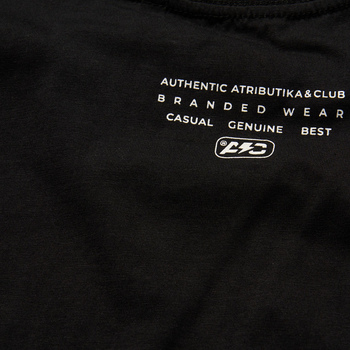 AUTHENTIC ATRIBUTIKA&CLUB
BRANDED WEAR
CASUAL GENUINE BEST